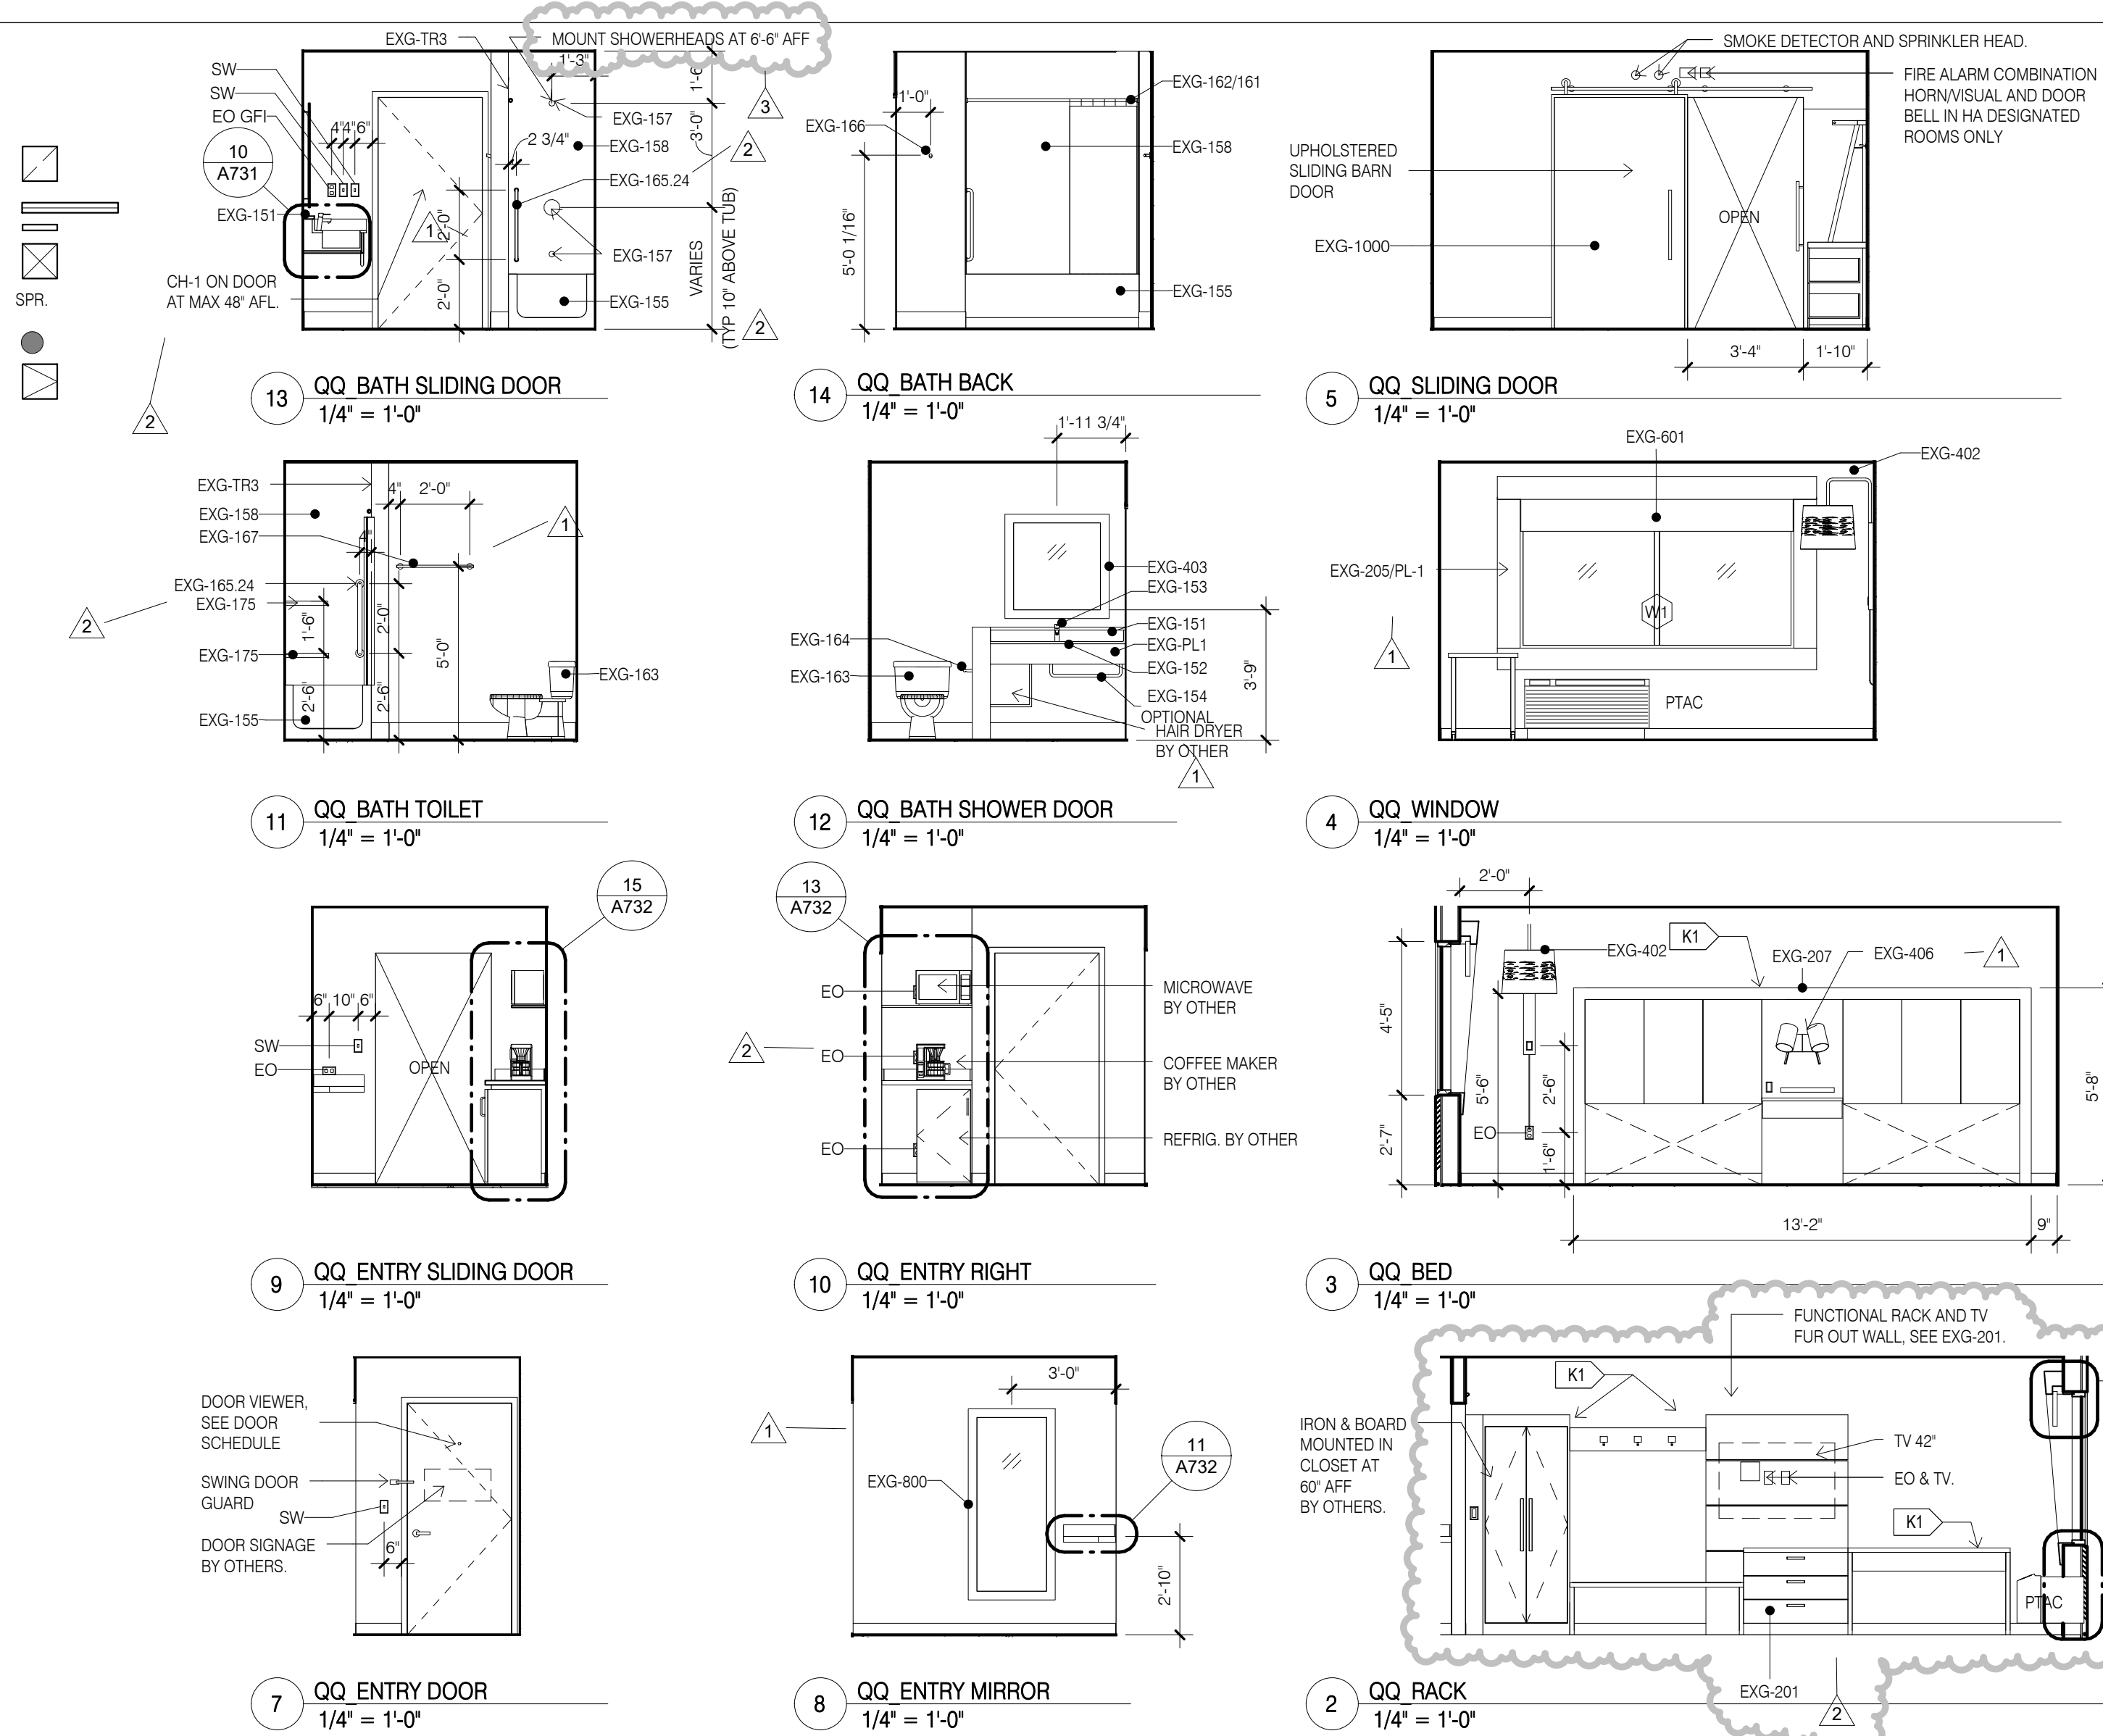 EXG-TR3
MOUNT SHOWERHEADS AT 6'-6" AFF
SW
SW
EO GFI
10
A731
EXG-151
CH-1 ON DOOR
AT MAX 48" AFL.
SPR.
2
4"
4"
6"
1
2'-0"
2'-0"
1'-3"
2 3/4"
EXG-157
EXG-158
EXG-165.24
EXG-157
EXG-155
1'-6"
3'-0"
VARIES
(TYP 10" ABOVE TUB)
3
2
2
13
QQ_BATH SLIDING DOOR
1/4" = 1'-0"
1'-0"
EXG-166
5'-0 1/16"
EXG-162/161
EXG-158
EXG-155
14
QQ_BATH BACK
1/4" = 1'-0"
SMOKE DETECTOR AND SPRINKLER HEAD.
FIRE ALARM COMBINATION
HORN/VISUAL AND DOOR
BELL IN HA DESIGNATED
ROOMS ONLY
UPHOLSTERED
SLIDING BARN
DOOR
EXG-1000
OPEN
3'-4"
1'-10"
5
QQ_SLIDING DOOR
1/4" = 1'-0"
EXG-TR3
EXG-158
EXG-167
EXG-165.24
EXG-175
2
EXG-175
EXG-155
4"
2'-0"
4"
1'-6"
2'-6"
2'-0"
2'-6"
5'-0"
1
EXG-163
11
QQ_BATH TOILET
1/4" = 1'-0"
1'-11 3/4"
EXG-403
EXG-153
EXG-151
EXG-PL1
EXG-152
EXG-154
OPTIONAL
HAIR DRYER
BY OTHER
1
EXG-164
EXG-163
3'-9"
12
QQ_BATH SHOWER DOOR
1/4" = 1'-0"
EXG-601
EXG-402
EXG-205/PL-1
W1
1
PTAC
4
QQ_WINDOW
1/4" = 1'-0"
15
A732
6"
10"
6"
SW
EO
OPEN
9
QQ_ENTRY SLIDING DOOR
1/4" = 1'-0"
13
A732
EO
2
EO
EO
MICROWAVE
BY OTHER
COFFEE MAKER
BY OTHER
REFRIG. BY OTHER
10
QQ_ENTRY RIGHT
1/4" = 1'-0"
2'-0"
EXG-402
K1
EXG-207
EXG-406
1
4'-5"
2'-7"
5'-6"
2'-6"
1'-6"
EO
5'-8"
13'-2"
9"
3
QQ_BED
1/4" = 1'-0"
DOOR VIEWER,
SEE DOOR
SCHEDULE
SWING DOOR
GUARD
SW
DOOR SIGNAGE
BY OTHERS.
6"
7
QQ_ENTRY DOOR
1/4" = 1'-0"
1
3'-0"
EXG-800
11
A732
2'-10"
8
QQ_ENTRY MIRROR
1/4" = 1'-0"
FUNCTIONAL RACK AND TV
FUR OUT WALL, SEE EXG-201.
K1
IRON & BOARD
MOUNTED IN
CLOSET AT
60" AFF
BY OTHERS.
TV 42"
EO & TV.
K1
PTAC
EXG-201
2
2
QQ_RACK
1/4" = 1'-0"